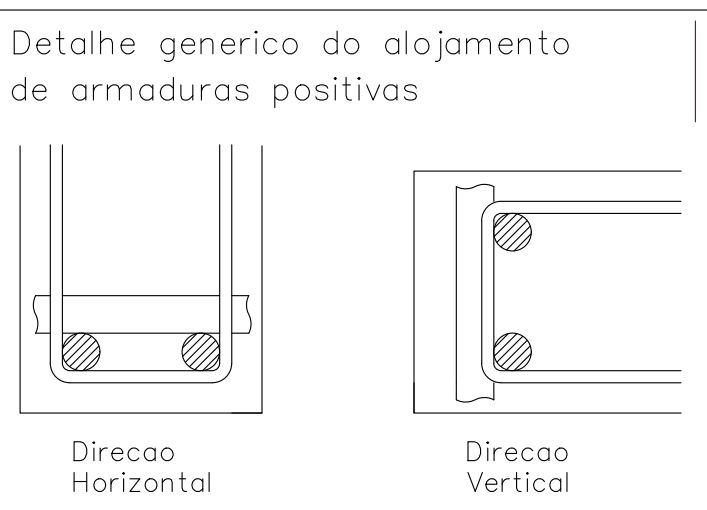 Detalhe generico do alojamento
de armaduras positivas
Direcao
Horizontal
Direcao
Vertical